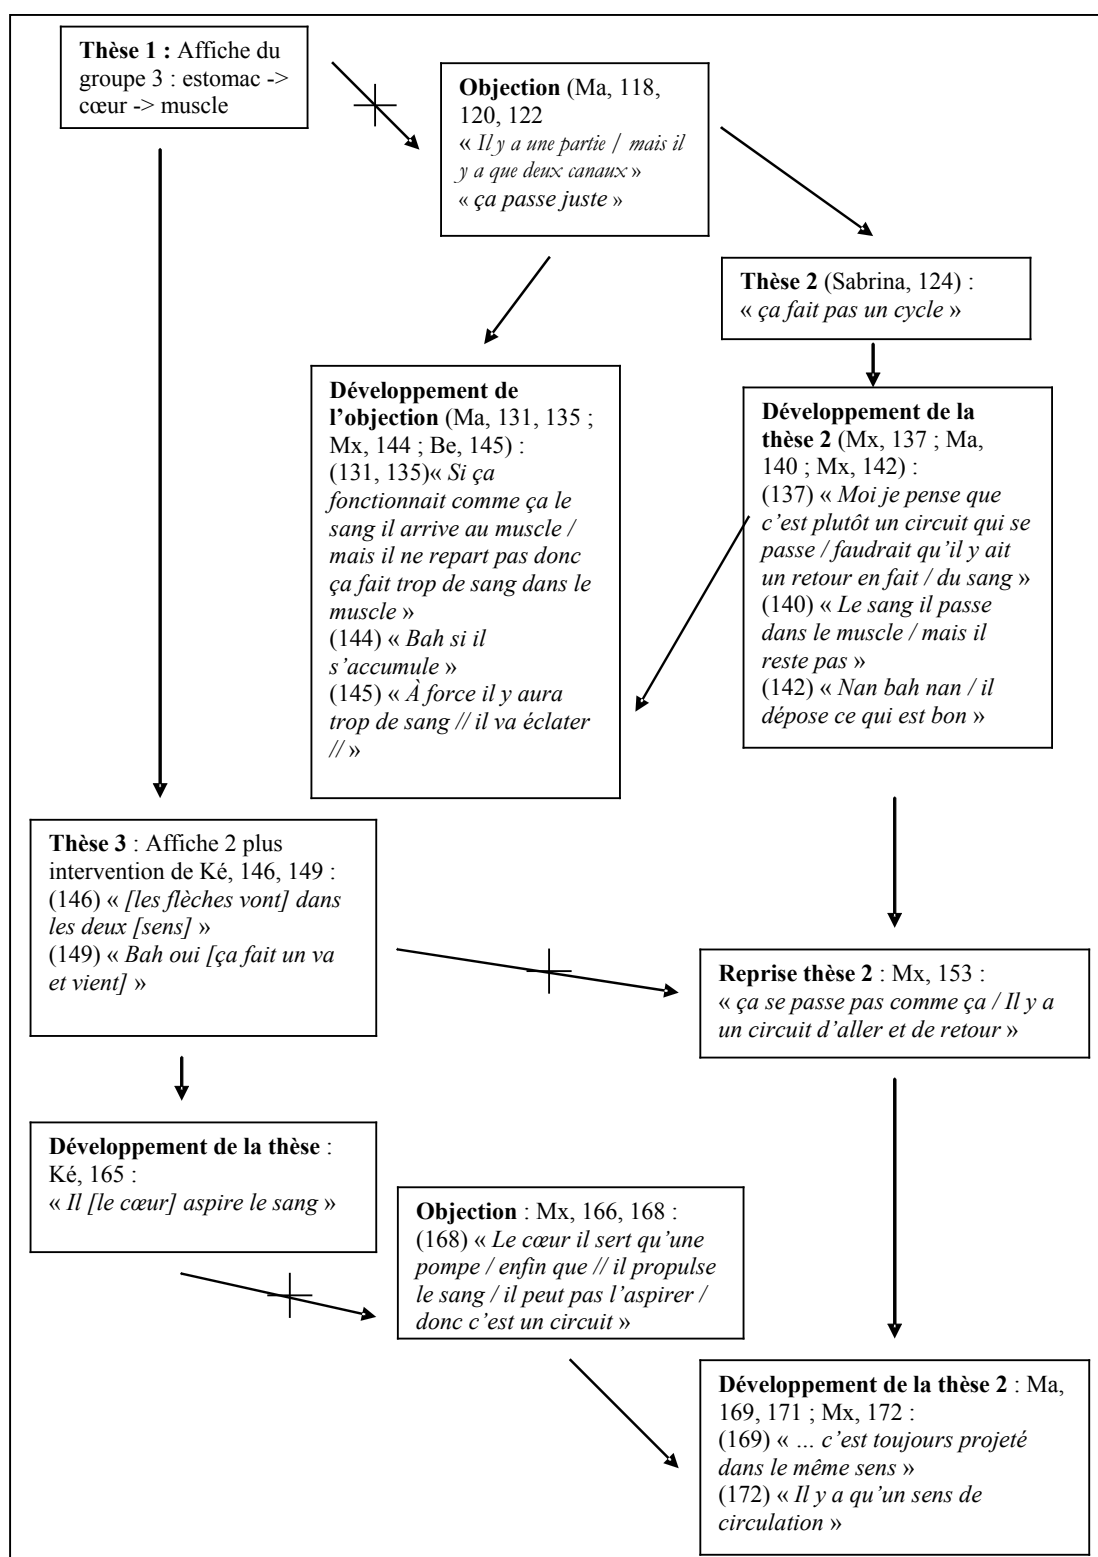 Thèse 1 : Affiche du
groupe 3 : estomac ->
cœur -> muscle
Objection (Ma, 118,
120, 122
« Il y a une partie / mais il
y a que deux canaux »
« ça passe juste »
Thèse 2 (Sabrina, 124) :
« ça fait pas un cycle »
Développement de
l’objection (Ma, 131, 135 ;
Mx, 144 ; Be, 145) :
(131, 135)« Si ça
fonctionnait comme ça le
sang il arrive au muscle /
mais il ne repart pas donc
ça fait trop de sang dans le
muscle »
(144) « Bah si il
s’accumule »
(145) « À force il y aura
trop de sang // il va éclater
// »
Développement de la
thèse 2 (Mx, 137 ; Ma,
140 ; Mx, 142) :
(137) « Moi je pense que
c’est plutôt un circuit qui se
passe / faudrait qu’il y ait
un retour en fait / du sang »
(140) « Le sang il passe
dans le muscle / mais il
reste pas »
(142) « Nan bah nan / il
dépose ce qui est bon »
Thèse 3 : Affiche 2 plus
intervention de Ké, 146, 149 :
(146) « [les flèches vont] dans
les deux [sens] »
(149) « Bah oui [ça fait un va
et vient] »
Reprise thèse 2 : Mx, 153 :
« ça se passe pas comme ça / Il y a
un circuit d’aller et de retour »
Développement de la thèse :
Ké, 165 :
« Il [le cœur] aspire le sang »
Objection : Mx, 166, 168 :
(168) « Le cœur il sert qu’une
pompe / enfin que // il propulse
le sang / il peut pas l’aspirer /
donc c’est un circuit »
Développement de la thèse 2 : Ma,
169, 171 ; Mx, 172 :
(169) « … c’est toujours projeté
dans le même sens »
(172) « Il y a qu’un sens de
circulation »